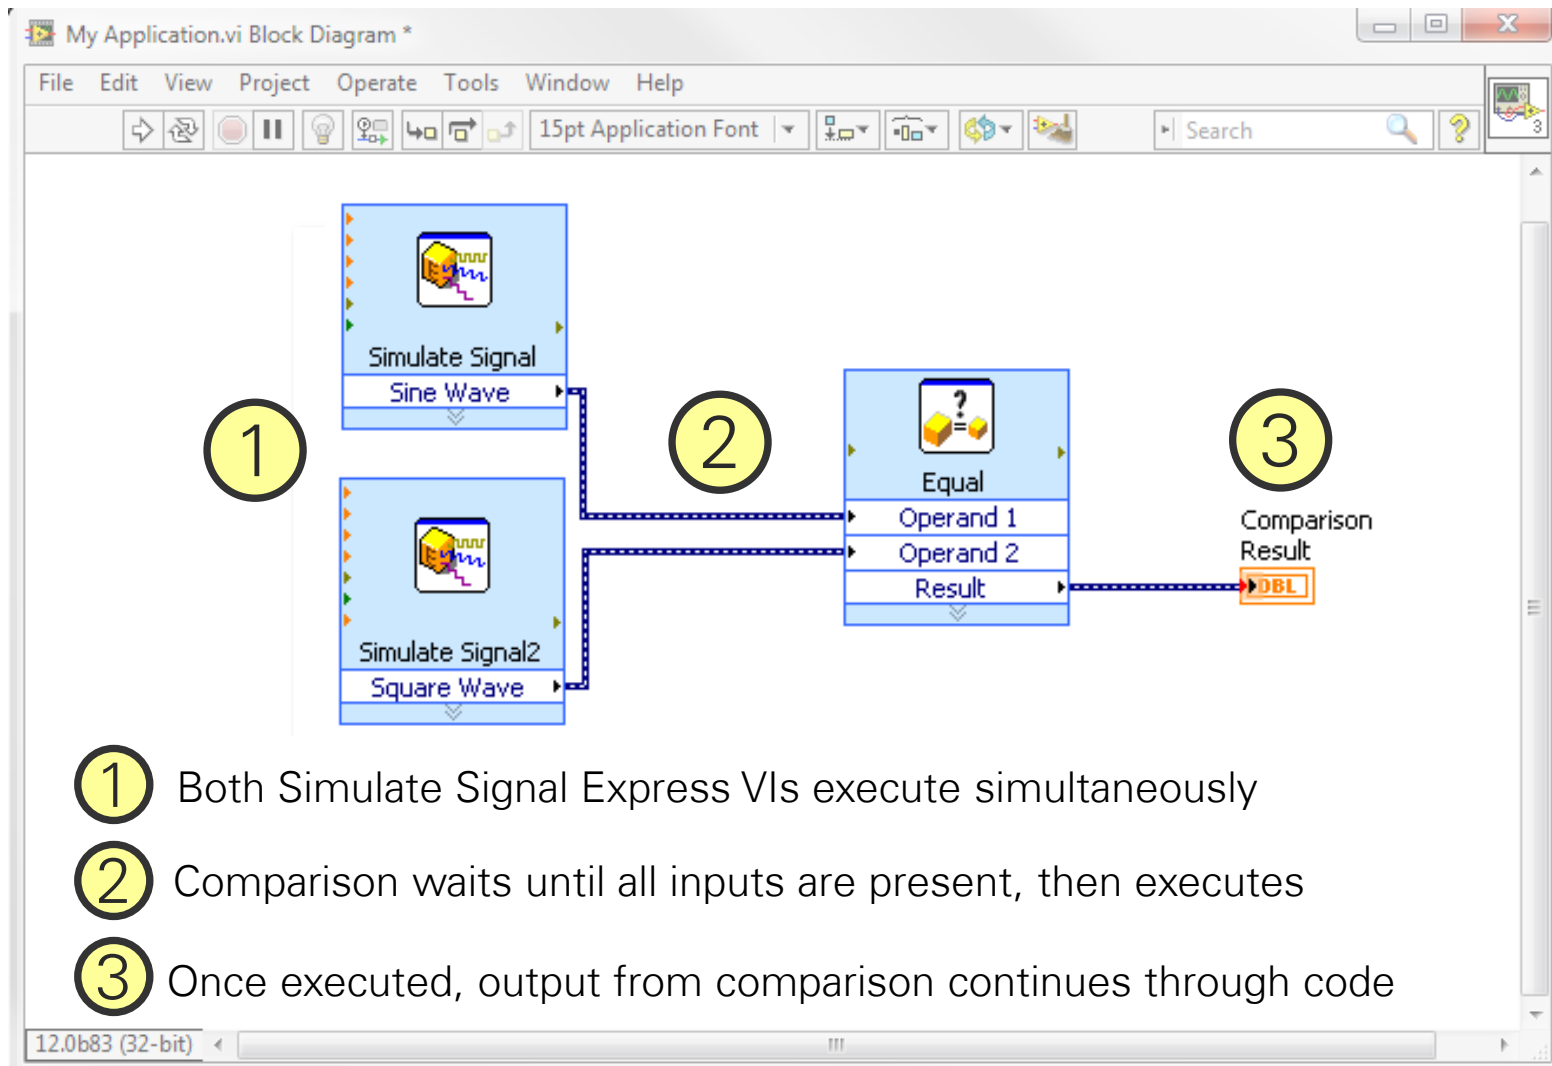 My Application.vi Block Diagram *
File Edit View Project Operate Tools Window Help
15pt Application Font
Search
3
Simulate Signal
Sine Wave
1
2
3
Equal
Operand 1
Operand 2
Result
Comparison
Result
DBL
Simulate Signal2
Square Wave
1 Both Simulate Signal Express VIs execute simultaneously
2 Comparison waits until all inputs are present, then executes
3 Once executed, output from comparison continues through code
12.0b83 (32-bit)